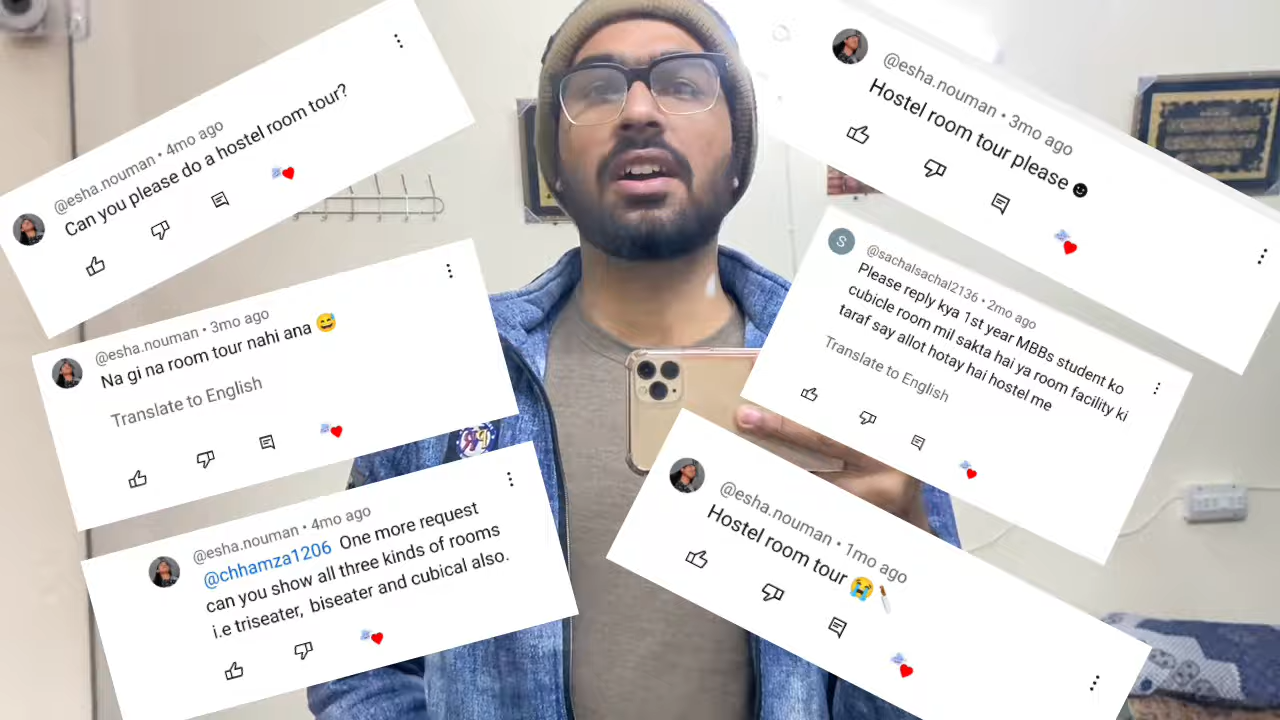 @esha.nouman • 4mo ago
Can you please do a hostel room tour?
@esha.nouman • 3mo ago
Na gi na room tour nahi ana 😅
Translate to English
@esha.nouman • 4mo ago
@chhamza1206 One more request
can you show all three kinds of rooms
i.e triseater, biseater and cubical also.
@esha.nouman • 3mo ago
Hostel room tour please ☻
S
@sachalsachal2136 • 2mo ago
Please reply kya 1st year MBBs student ko
cubicle room mil sakta hai ya room facility ki
taraf say allot hotay hai hostel me
Translate to English
@esha.nouman • 1mo ago
Hostel room tour 😭🔪